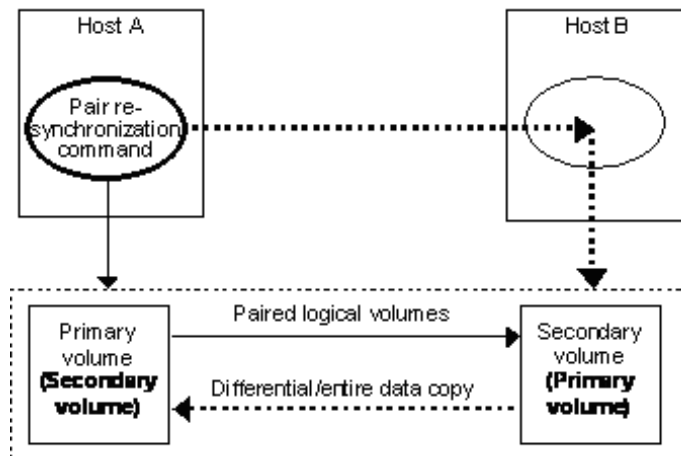 Host A
Host B
Pair re-
synchronization
command
Paired logical volumes
Primary
volume
(Secondary
volume)
Secondary
volume
(Primary
volume)
Differential/entire data copy